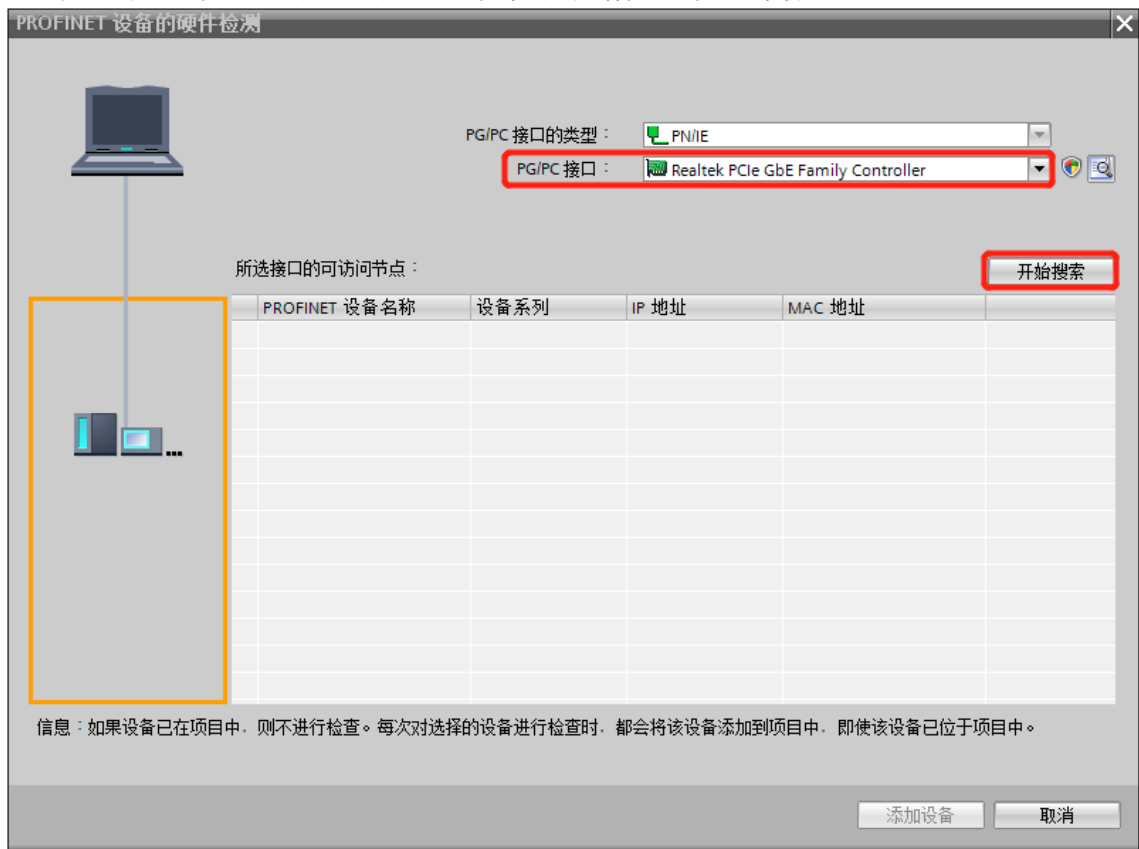 PROFINET 设备的硬件检测
PG/PC 接口的类型：
PN/IE
PG/PC 接口：
Realtek PCIe GbE Family Controller
所选接口的可访问节点：
开始搜索
PROFINET 设备名称 设备系列 IP 地址 MAC 地址
...
信息：如果设备已在项目中，则不进行检查。每次对选择的设备进行检查时，都会将该设备添加到项目中，即使该设备已位于项目中。
添加设备 取消